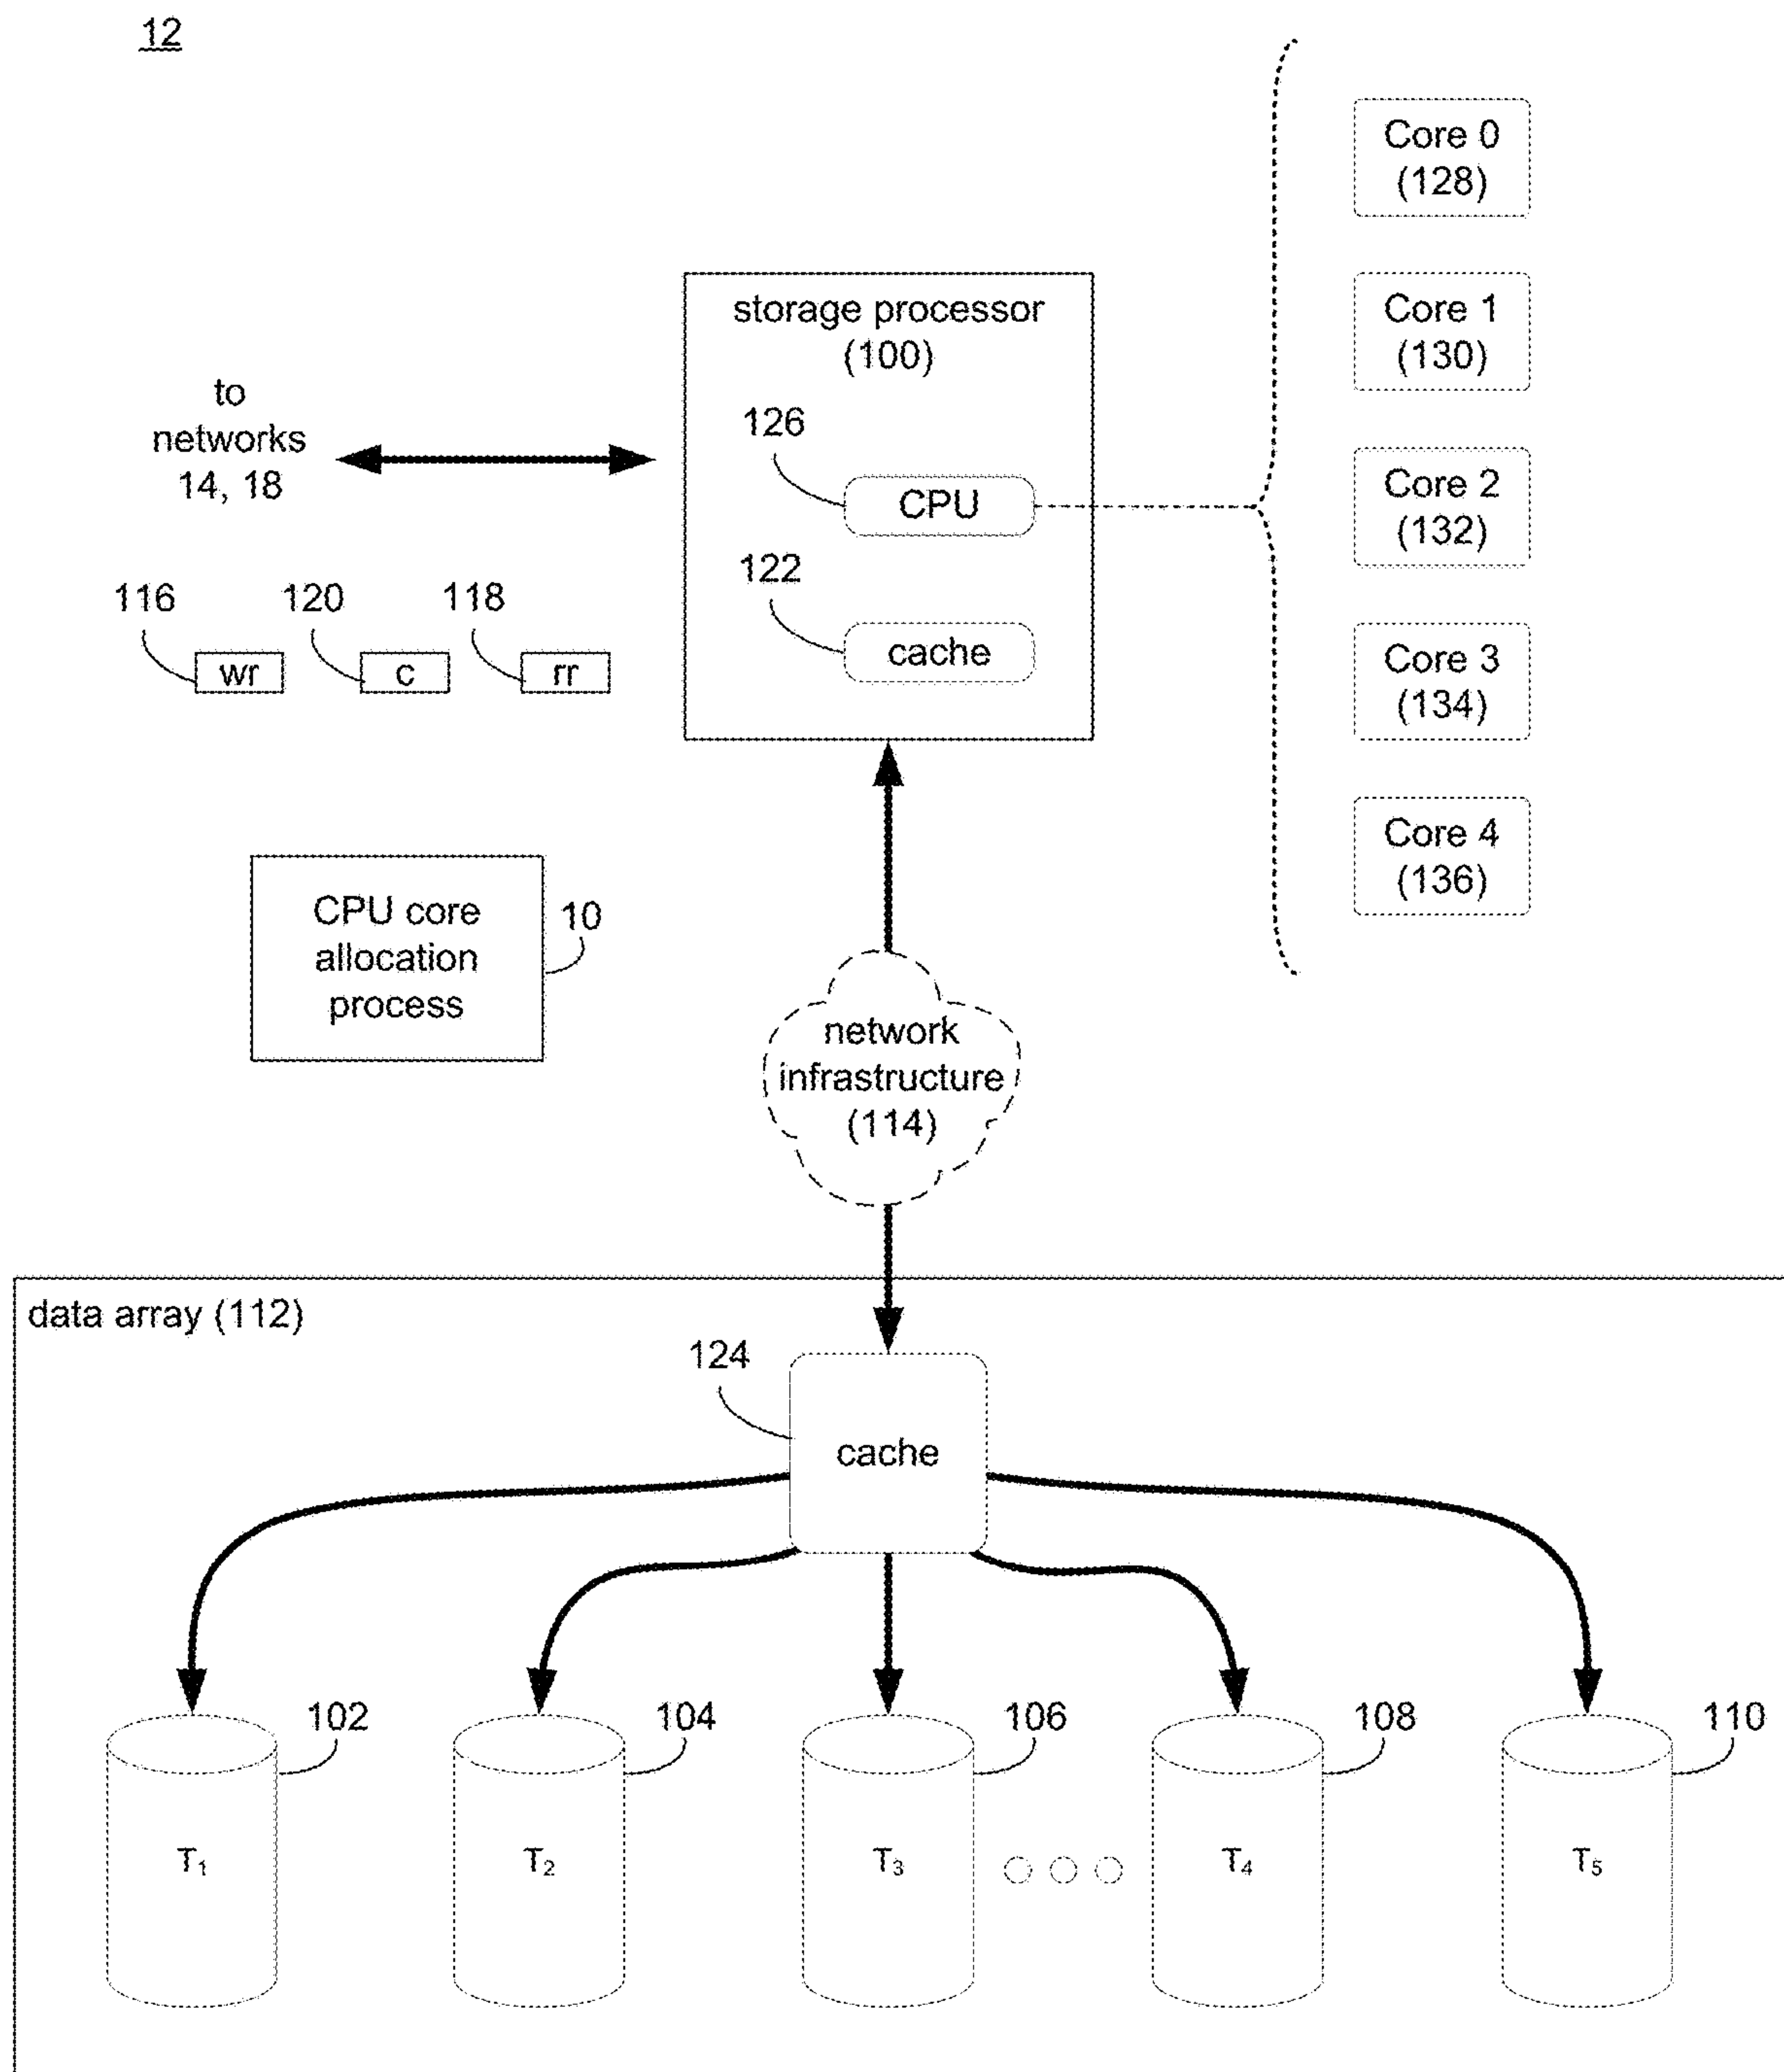 12
Core 0
(128)
Core 1
(130)
Core 2
(132)
Core 3
(134)
Core 4
(136)
storage processor
(100)
126
CPU
122
cache
to
networks
14, 18
116
120
118
wr
c
rr
CPU core
allocation
process
10
network
infrastructure
(114)
data array (112)
124
cache
102
104
106
108
110
T₁
T₂
T₃
T₄
T₅